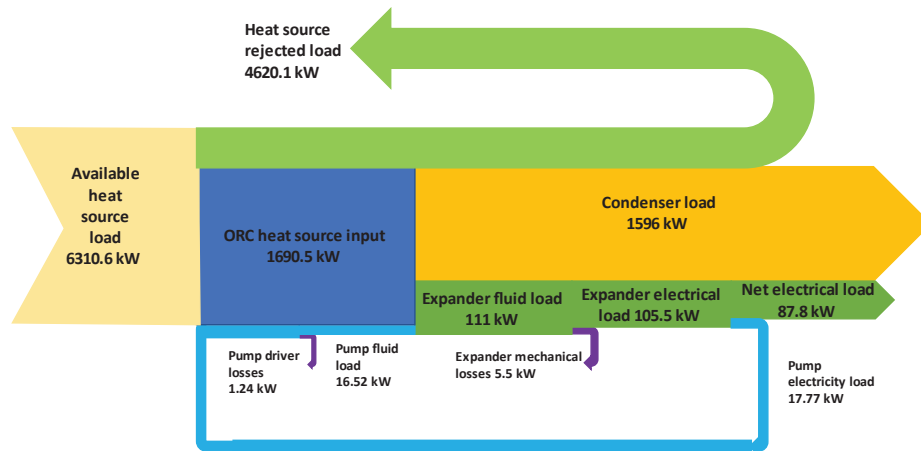 Heat source
rejected load
4620.1 kW
Available
heat
source
load
6310.6 kW
ORC heat source input
1690.5 kW
Condenser load
1596 kW
Expander fluid load
111 kW
Expander electrical
load 105.5 kW
Net electrical load
87.8 kW
Pump driver
losses
1.24 kW
Pump fluid
load
16.52 kW
Expander mechanical
losses 5.5 kW
Pump
electricity load
17.77 kW